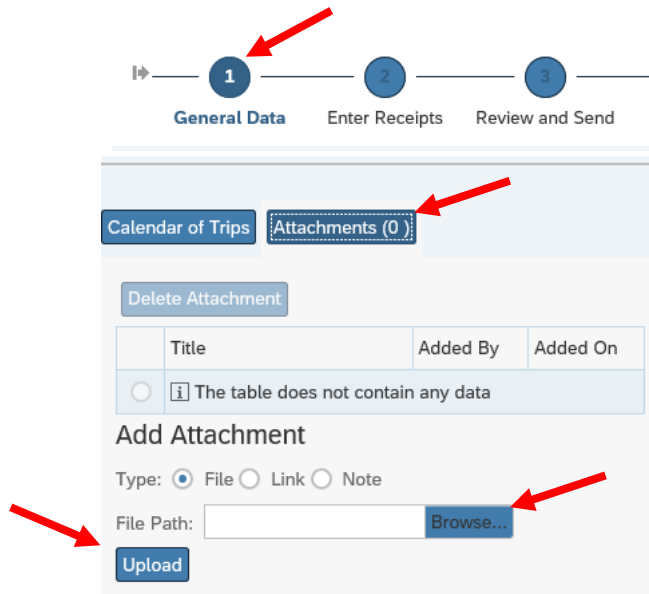 1 2 3
General Data Enter Receipts Review and Send
Calendar of Trips Attachments (0 )
Delete Attachment
Title Added By Added On
i The table does not contain any data
Add Attachment
Type: File Link Note
File Path: Browse...
Upload